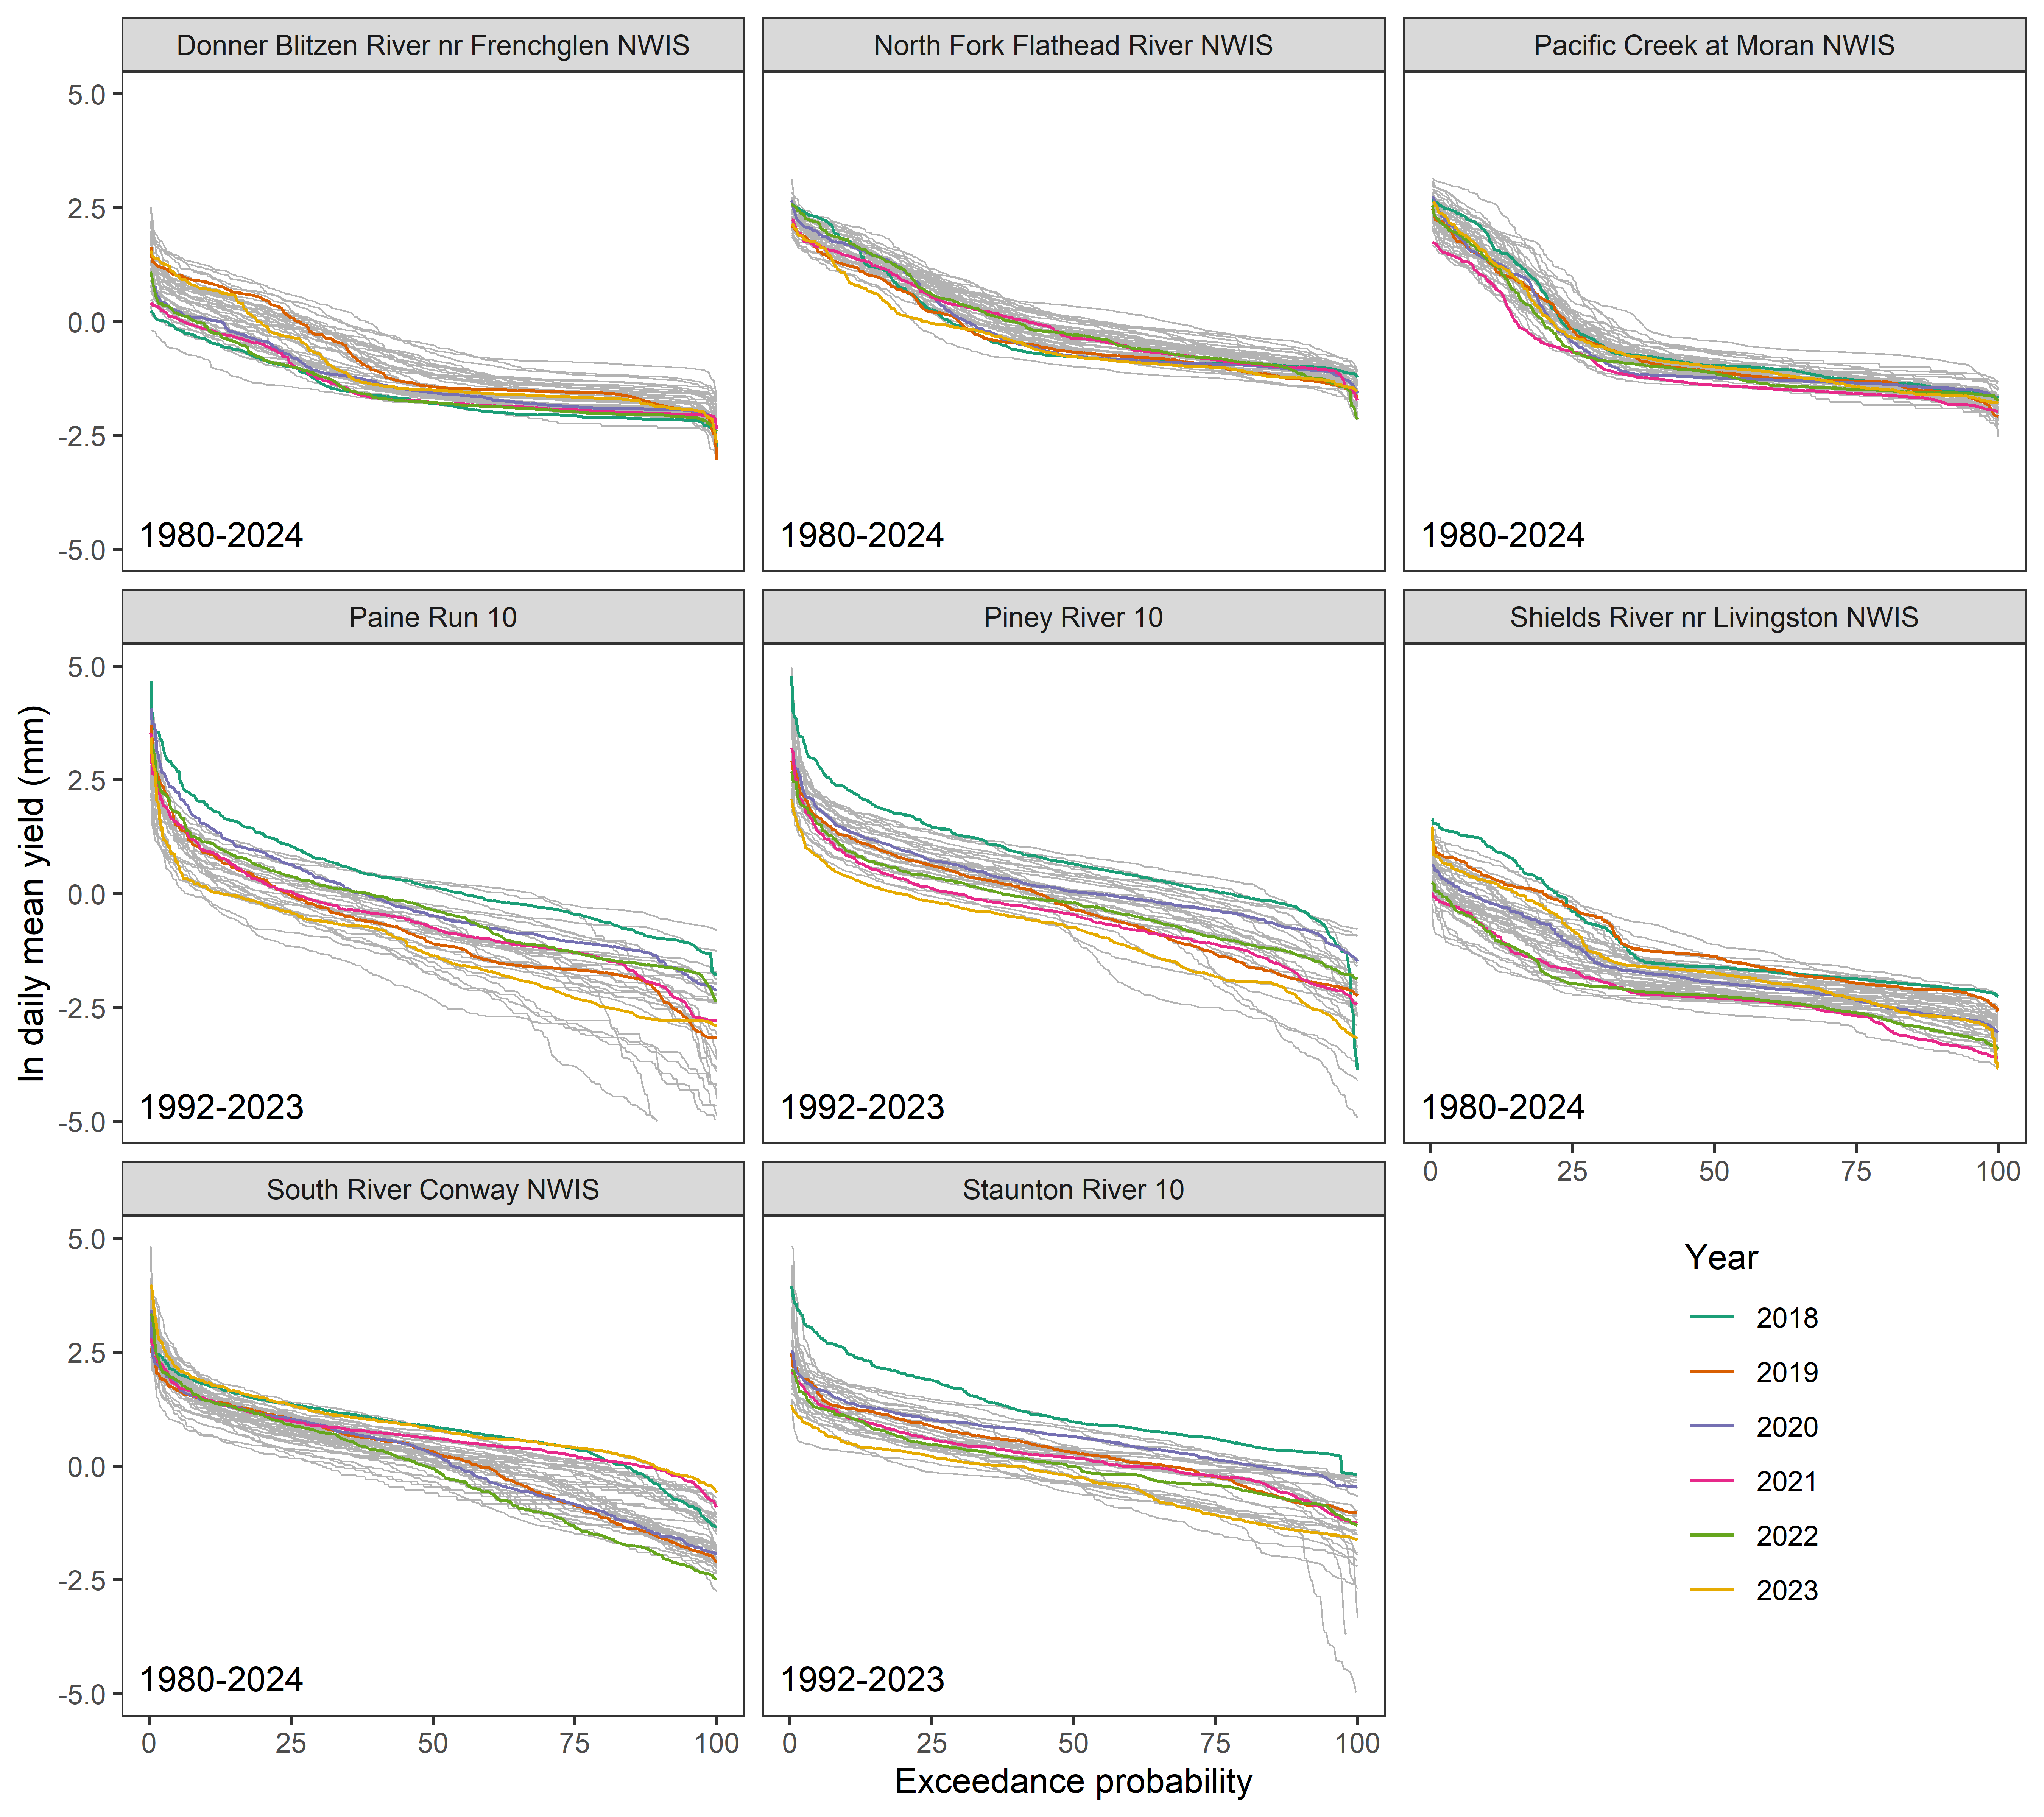 Donner Blitzen River nr Frenchglen NWIS
North Fork Flathead River NWIS
Pacific Creek at Moran NWIS
5.0
2.5
0.0
-2.5
-5.0
1980-2024
1980-2024
1980-2024
Paine Run 10
Piney River 10
Shields River nr Livingston NWIS
ln daily mean yield (mm)
5.0
2.5
0.0
-2.5
-5.0
1992-2023
1992-2023
1980-2024
0 25 50 75 100
South River Conway NWIS
Staunton River 10
5.0
2.5
0.0
-2.5
-5.0
1980-2024
1992-2023
0 25 50 75 100
0 25 50 75 100
Exceedance probability
Year
2018
2019
2020
2021
2022
2023